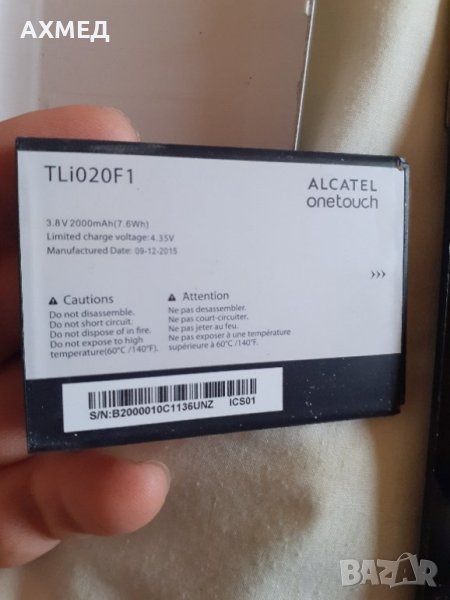 АХМЕД
TLi020F1
ALCATEL
onetouch
3.8V 2000mAh(7.6Wh)
Limited charge voltage:4.35V
Manufactured Date: 09-12-2015
>>>
Cautions
Do not disassemble.
Do not short circuit.
Do not dispose of in fire.
Do not expose to high
temperature(60°C /140°F).
Attention
Ne pas desassembler.
Ne pas court-circuiter.
Ne pas jeter au feu.
Ne pas exposer à une température
supérieure à 60°C /140°F.
S/N:B2000010C1136UNZ ICS01
BAZAR